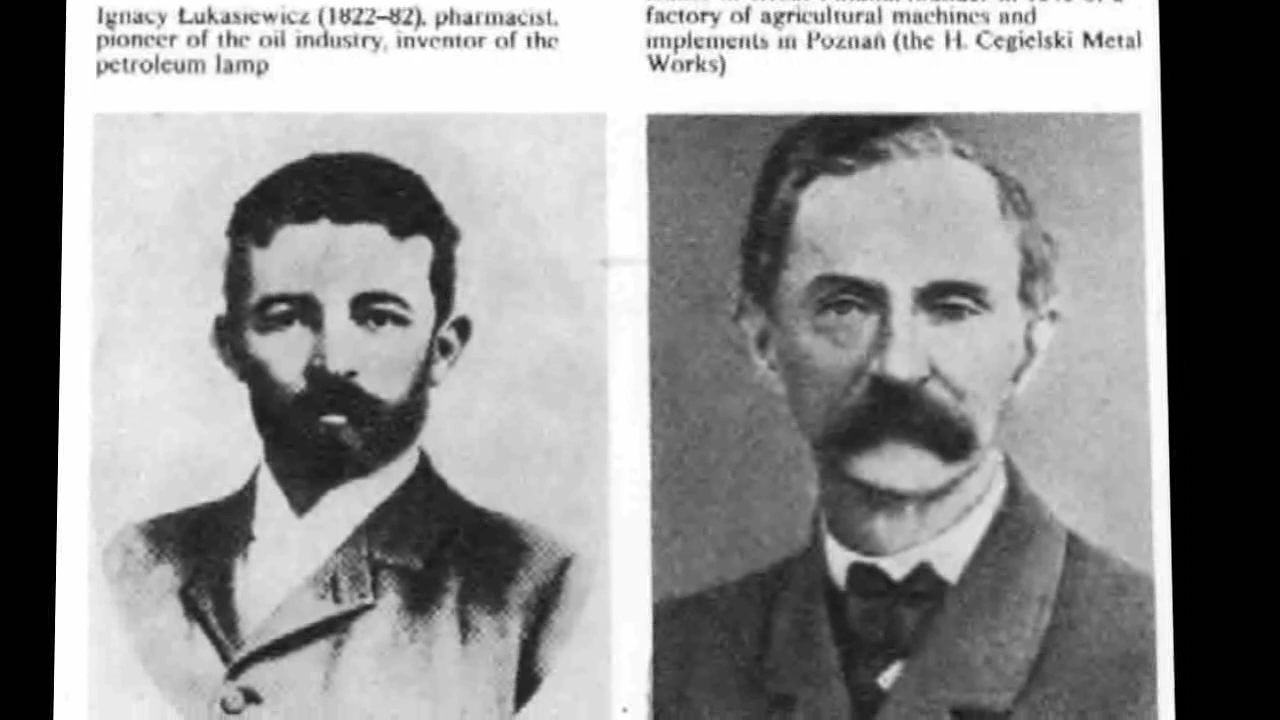 Ignacy Łukasiewicz (1822–82), pharmacist,
pioneer of the oil industry, inventor of the
petroleum lamp
factory of agricultural machines and
implements in Poznań (the H. Cegielski Metal
Works)